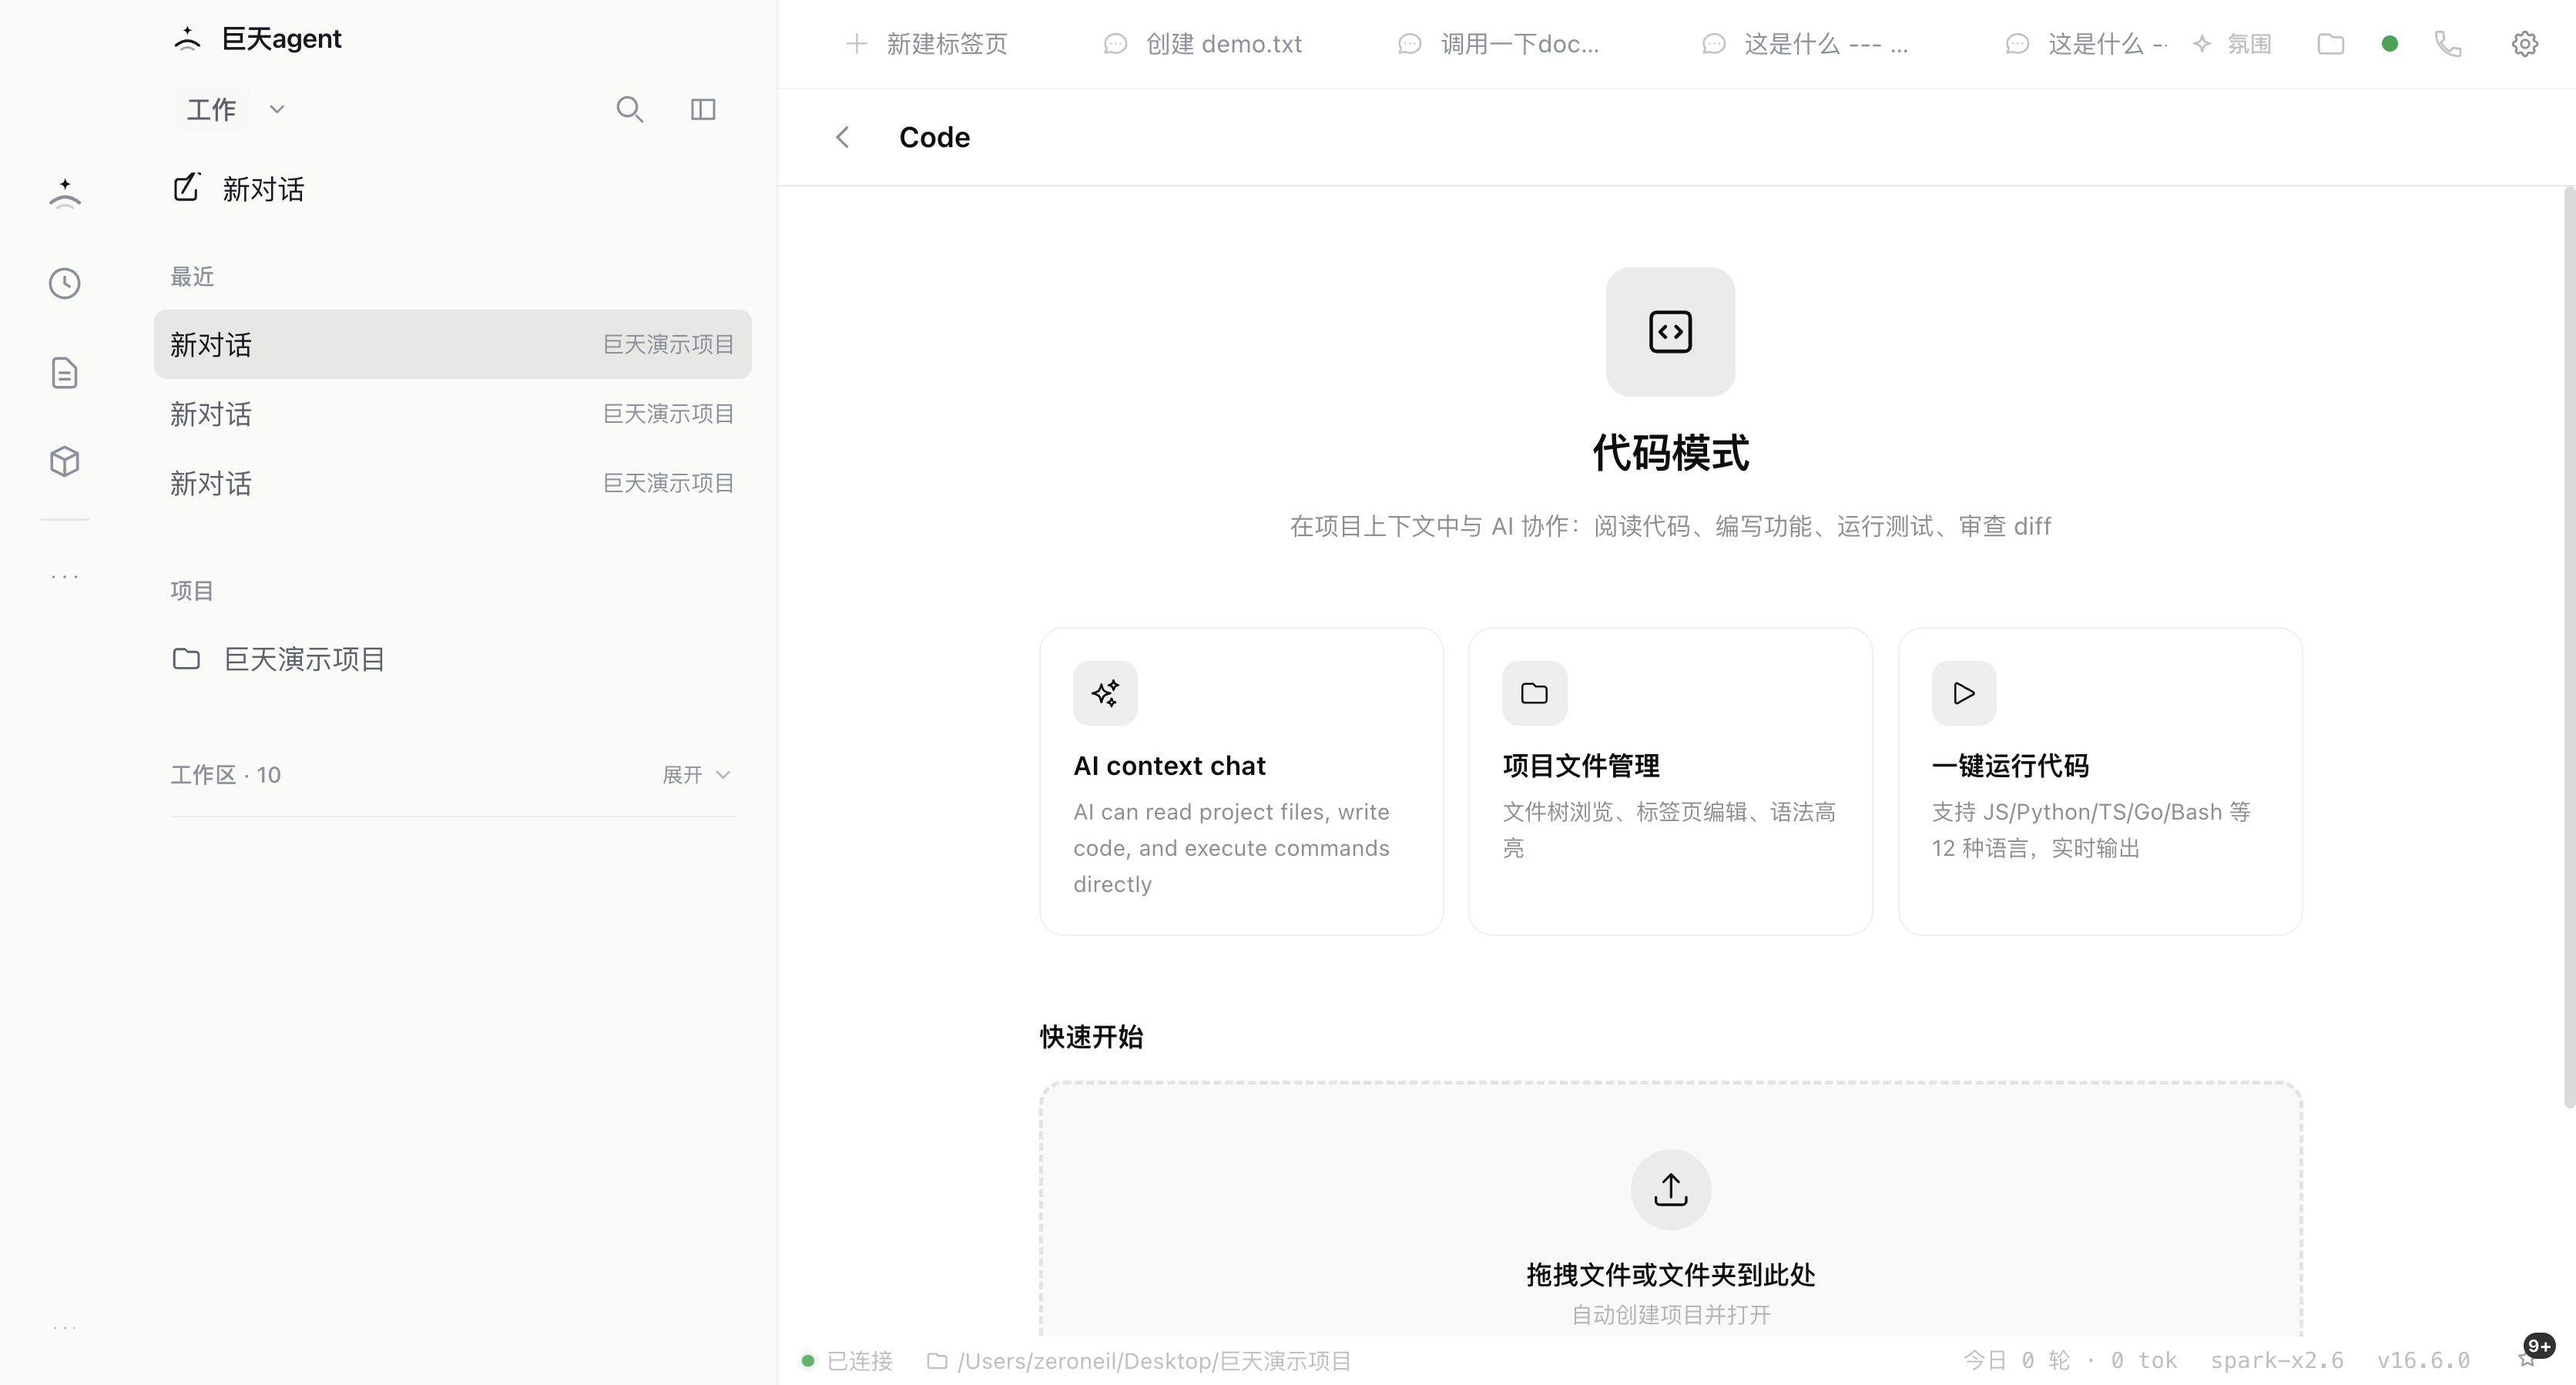 巨天agent
工作
新对话
最近
新对话 巨天演示项目
新对话 巨天演示项目
新对话 巨天演示项目
项目
巨天演示项目
工作区 · 10 展开
新建标签页 创建 demo.txt 调用一下doc... 这是什么 --- ... 这是什么 -- 氛围
Code
代码模式
在项目上下文中与 AI 协作：阅读代码、编写功能、运行测试、审查 diff
AI context chat
AI can read project files, write
code, and execute commands
directly
项目文件管理
文件树浏览、标签页编辑、语法高
亮
一键运行代码
支持 JS/Python/TS/Go/Bash 等
12 种语言，实时输出
快速开始
拖拽文件或文件夹到此处
自动创建项目并打开
已连接 /Users/zeroneil/Desktop/巨天演示项目 今日 0 轮 · 0 tok spark-x2.6 v16.6.0 9+